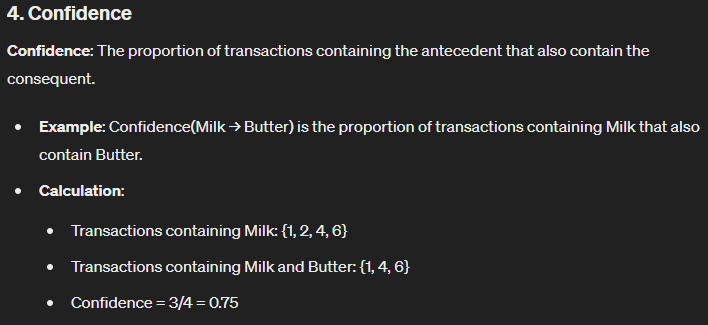 4. Confidence
Confidence: The proportion of transactions containing the antecedent that also contain the
consequent.
• Example: Confidence(Milk → Butter) is the proportion of transactions containing Milk that also
contain Butter.
• Calculation:
• Transactions containing Milk: {1, 2, 4, 6}
• Transactions containing Milk and Butter: {1, 4, 6}
• Confidence = 3/4 = 0.75